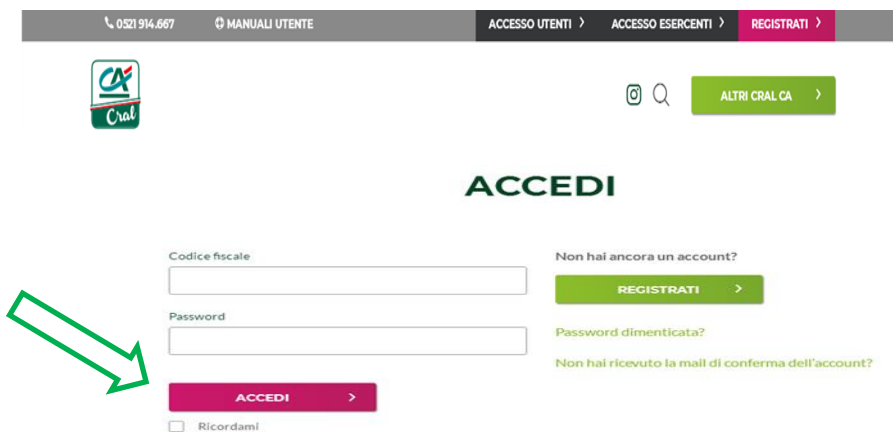 0521 914.667 MANUALI UTENTE ACCESSO UTENTI > ACCESSO ESERCENTI > REGISTRATI >
CA
Cral
ALTRI CRAL CA >
ACCEDI
Codice fiscale
Non hai ancora un account?
REGISTRATI >
Password
Password dimenticata?
Non hai ricevuto la mail di conferma dell'account?
ACCEDI >
Ricordami